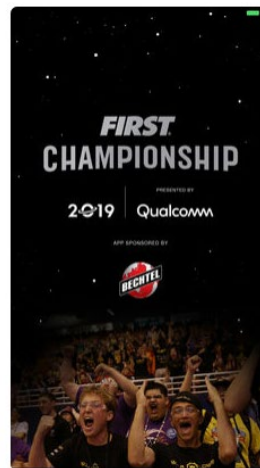 FIRST
CHAMPIONSHIP
2019
PRESENTED BY
Qualcomm
APP SPONSORED BY
BECHTEL